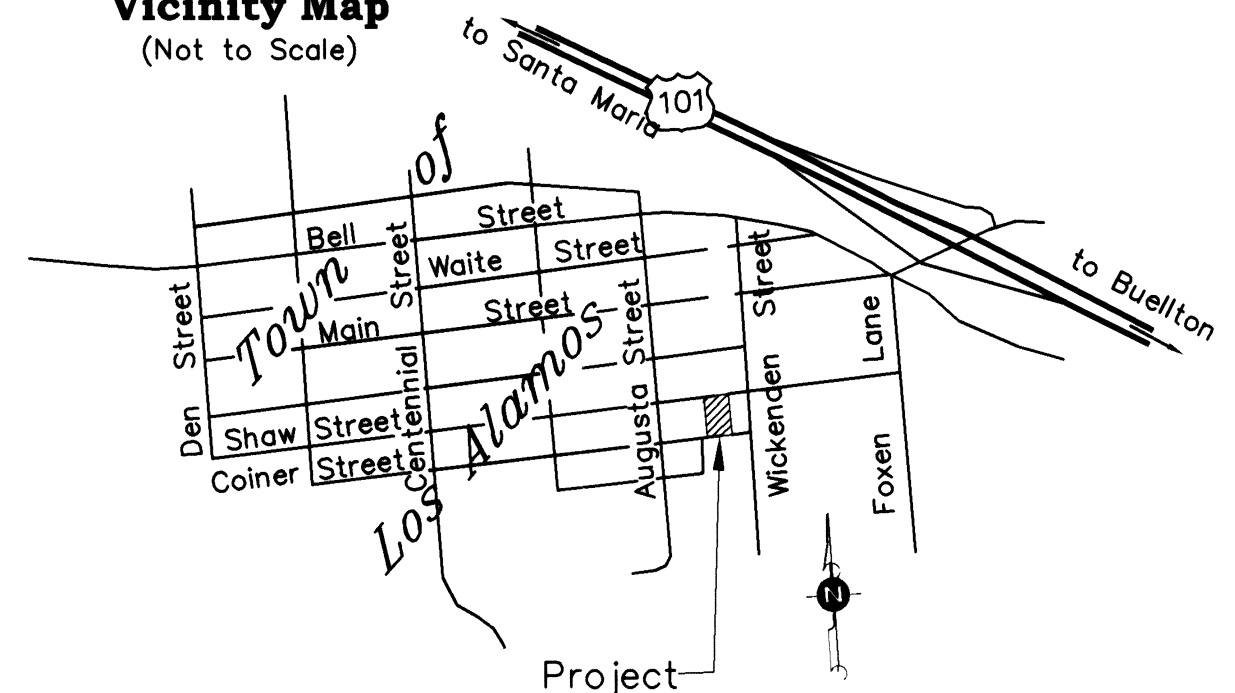 Vicinity Map
(Not to Scale)
to Santa Maria
101
to Buellton
Town of Los Alamos
Bell Street
Waite Street
Main Street
Shaw Street
Coiner Street
Den Street
Centennial Street
Augusta Street
Wickenden Street
Foxen Lane
N
Project